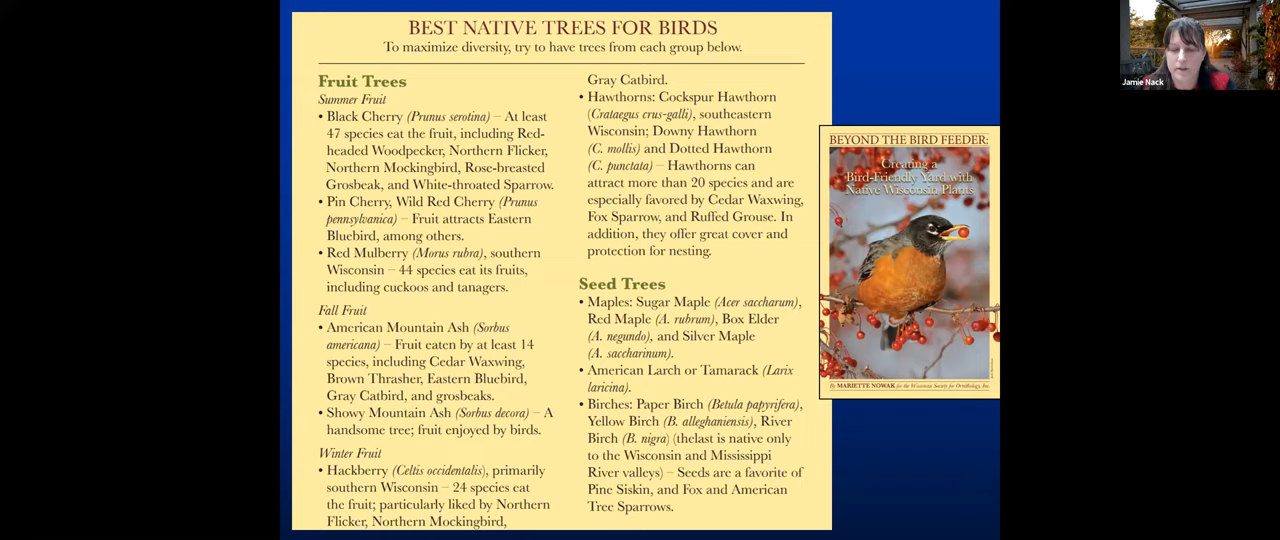 BEST NATIVE TREES FOR BIRDS
To maximize diversity, try to have trees from each group below.
Fruit Trees
Summer Fruit
• Black Cherry (Prunus serotina) – At least
47 species eat the fruit, including Red-
headed Woodpecker, Northern Flicker,
Northern Mockingbird, Rose-breasted
Grosbeak, and White-throated Sparrow.
• Pin Cherry, Wild Red Cherry (Prunus
pennsylvanica) – Fruit attracts Eastern
Bluebird, among others.
• Red Mulberry (Morus rubra), southern
Wisconsin – 44 species eat its fruits,
including cuckoos and tanagers.
Fall Fruit
• American Mountain Ash (Sorbus
americana) – Fruit eaten by at least 14
species, including Cedar Waxwing,
Brown Thrasher, Eastern Bluebird,
Gray Catbird, and grosbeaks.
• Showy Mountain Ash (Sorbus decora) – A
handsome tree; fruit enjoyed by birds.
Winter Fruit
• Hackberry (Celtis occidentalis), primarily
southern Wisconsin – 24 species eat
the fruit; particularly liked by Northern
Flicker, Northern Mockingbird,
Gray Catbird.
• Hawthorns: Cockspur Hawthorn
(Crataegus crus-galli), southeastern
Wisconsin; Downy Hawthorn
(C. mollis) and Dotted Hawthorn
(C. punctata) – Hawthorns can
attract more than 20 species and are
especially favored by Cedar Waxwing,
Fox Sparrow, and Ruffed Grouse. In
addition, they offer great cover and
protection for nesting.
Seed Trees
• Maples: Sugar Maple (Acer saccharum),
Red Maple (A. rubrum), Box Elder
(A. negundo), and Silver Maple
(A. saccharinum).
• American Larch or Tamarack (Larix
laricina).
• Birches: Paper Birch (Betula papyrifera),
Yellow Birch (B. alleghaniensis), River
Birch (B. nigra) (thelast is native only
to the Wisconsin and Mississippi
River valleys) – Seeds are a favorite of
Pine Siskin, and Fox and American
Tree Sparrows.
BEYOND THE BIRD FEEDER:
Creating a
Bird-Friendly Yard with
Native Wisconsin Plants
By MARIETTE NOWAK for the Wisconsin Society for Ornithology, Inc.
Jamie Nack